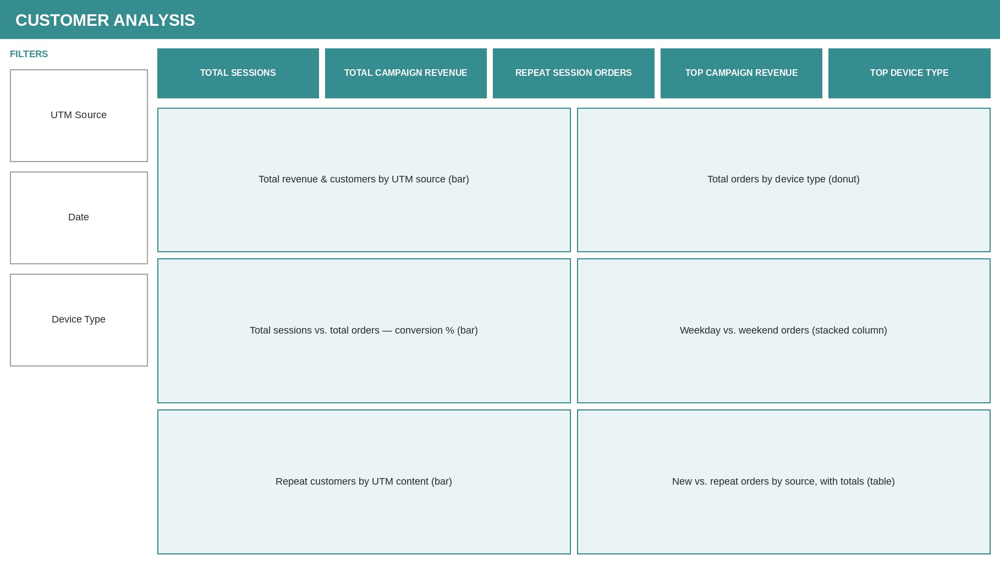 CUSTOMER ANALYSIS
FILTERS
UTM Source
Date
Device Type
TOTAL SESSIONS
TOTAL CAMPAIGN REVENUE
REPEAT SESSION ORDERS
TOP CAMPAIGN REVENUE
TOP DEVICE TYPE
Total revenue & customers by UTM source (bar)
Total orders by device type (donut)
Total sessions vs. total orders — conversion % (bar)
Weekday vs. weekend orders (stacked column)
Repeat customers by UTM content (bar)
New vs. repeat orders by source, with totals (table)